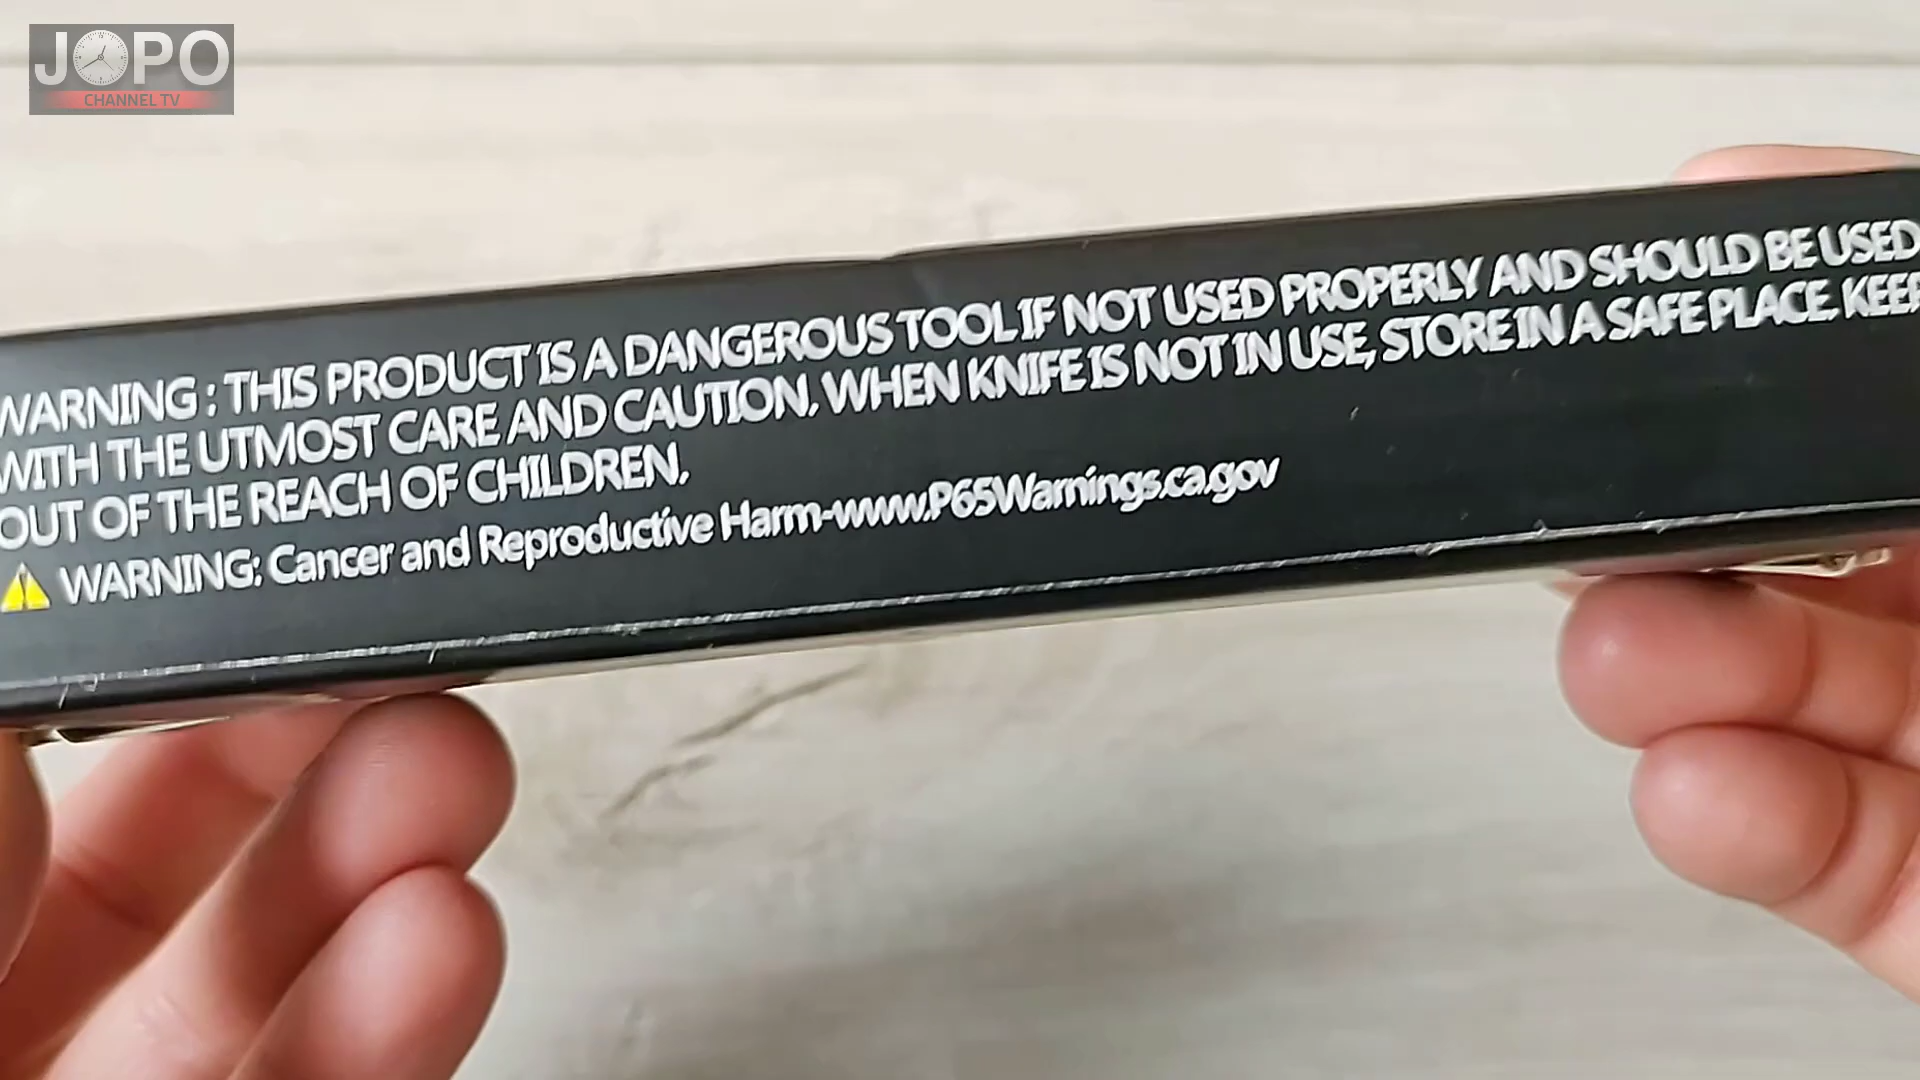 JOPO
CHANNEL TV
WARNING : THIS PRODUCT IS A DANGEROUS TOOL IF NOT USED PROPERLY AND SHOULD BE USED
WITH THE UTMOST CARE AND CAUTION. WHEN KNIFE IS NOT IN USE, STORE IN A SAFE PLACE. KEEP
OUT OF THE REACH OF CHILDREN.
WARNING: Cancer and Reproductive Harm-www.P65Warnings.ca.gov